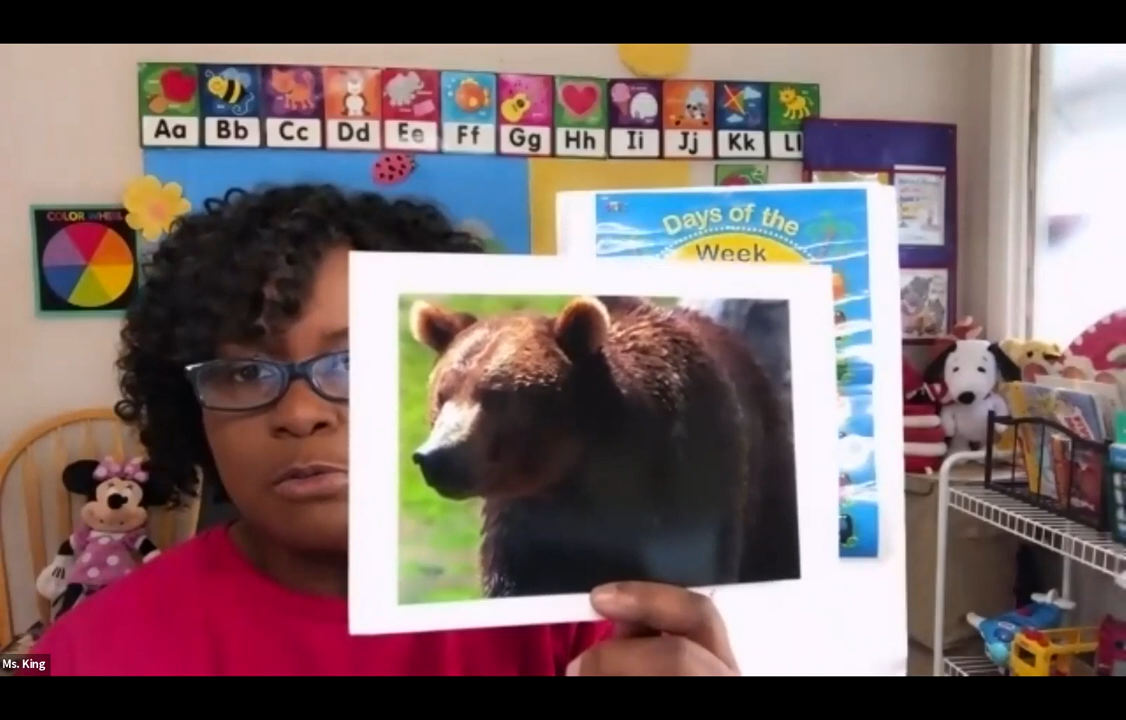 Aa Bb Cc Dd Ee Ff Gg Hh Ii Jj Kk Ll
COLOR WHEEL
Days of the
Week
Ms. King